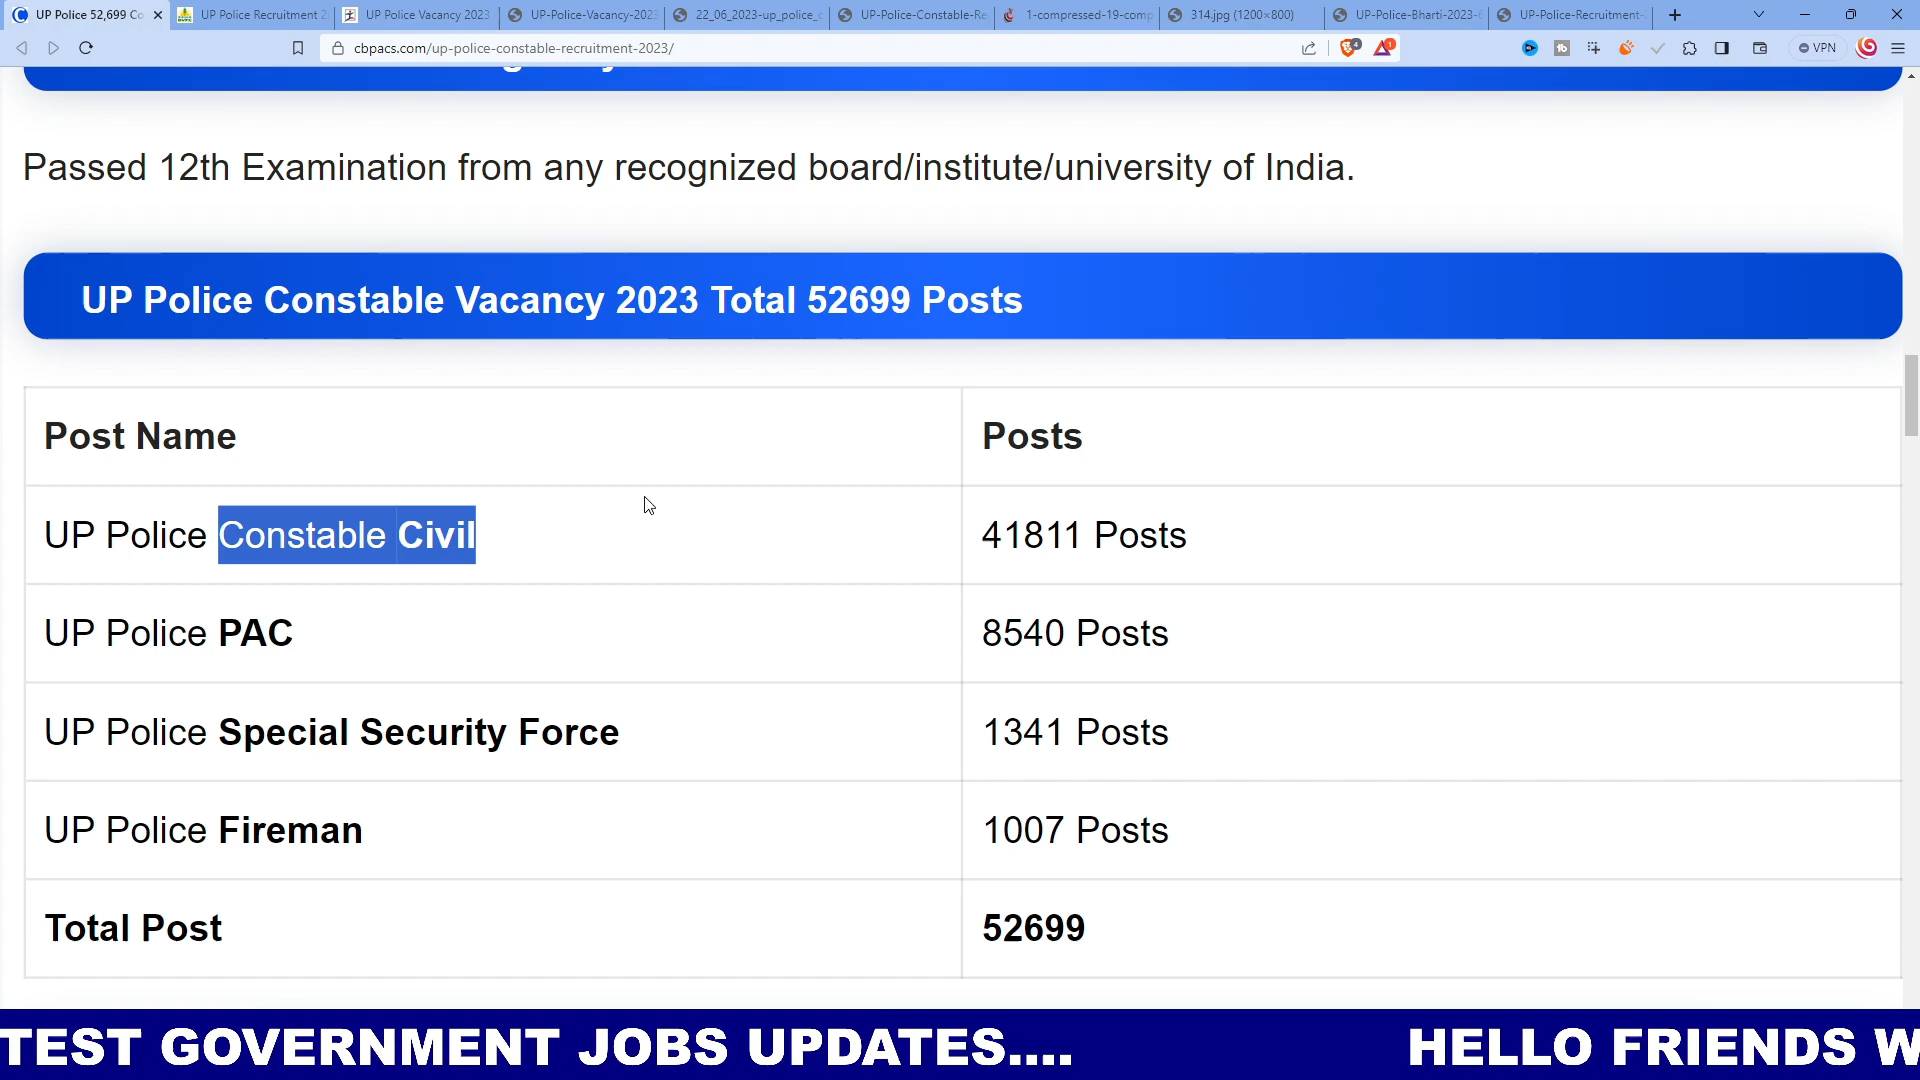 UP Police 52,699 Co
UP Police Recruitment 2
UP Police Vacancy 2023
UP-Police-Vacancy-2023
22_06_2023-up_police_c
UP-Police-Constable-Re
1-compressed-19-comp
314.jpg (1200×800)
UP-Police-Bharti-2023-
UP-Police-Recruitment-
cbpacs.com/up-police-constable-recruitment-2023/
VPN
Passed 12th Examination from any recognized board/institute/university of India.
UP Police Constable Vacancy 2023 Total 52699 Posts
Post Name Posts
UP Police Constable Civil 41811 Posts
UP Police PAC 8540 Posts
UP Police Special Security Force 1341 Posts
UP Police Fireman 1007 Posts
Total Post 52699
TEST GOVERNMENT JOBS UPDATES.... HELLO FRIENDS W